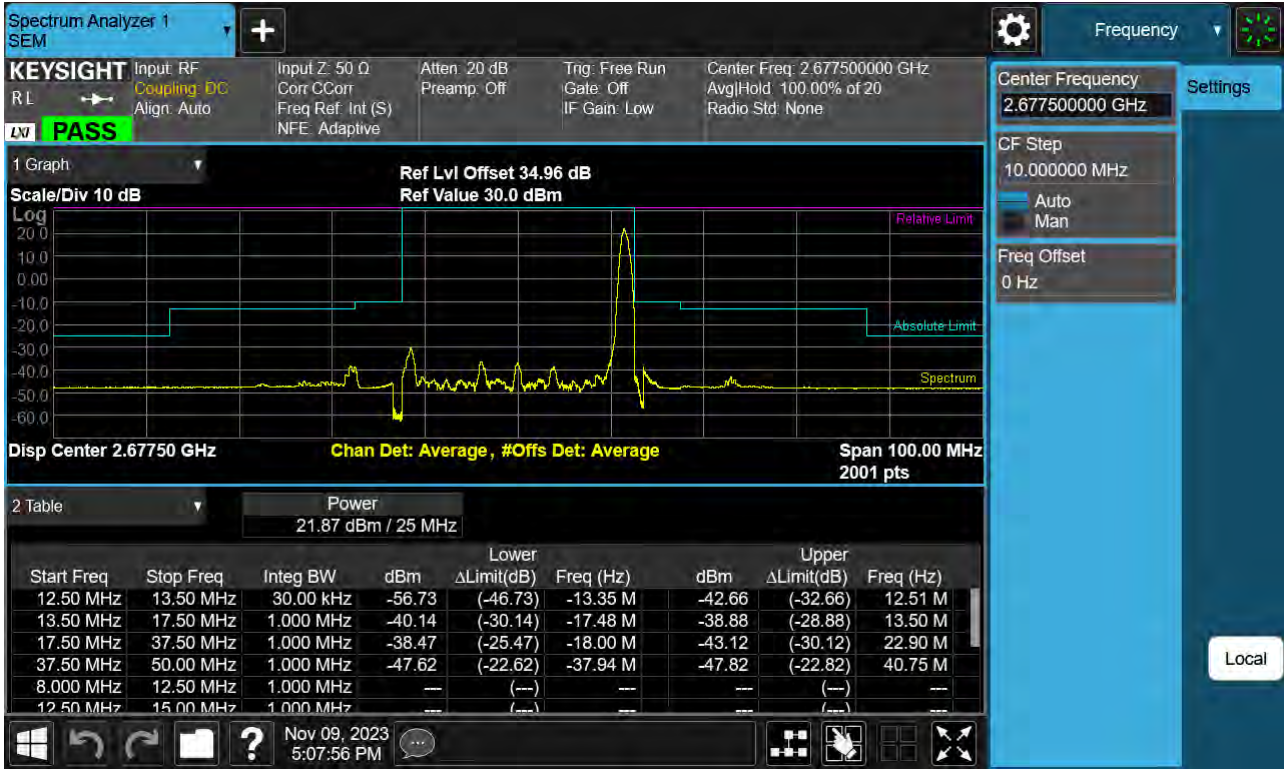 Spectrum Analyzer 1
SEM
Frequency
KEYSIGHT
R L
LXI
PASS
Input: RF
Coupling: DC
Align: Auto
Input Z: 50 Ω
Corr CCorr
Freq Ref: Int (S)
NFE: Adaptive
Atten: 20 dB
Preamp: Off
Trig: Free Run
Gate: Off
IF Gain: Low
Center Freq: 2.677500000 GHz
Avg|Hold: 100.00% of 20
Radio Std: None
Center Frequency
2.677500000 GHz
Settings
CF Step
10.000000 MHz
Auto
Man
Freq Offset
0 Hz
Local
1 Graph
Scale/Div 10 dB
Ref Lvl Offset 34.96 dB
Ref Value 30.0 dBm
Log
20.0
10.0
0.00
-10.0
-20.0
-30.0
-40.0
-50.0
-60.0
Relative Limit
Absolute Limit
Spectrum
Disp Center 2.67750 GHz
Chan Det: Average, #Offs Det: Average
Span 100.00 MHz
2001 pts
2 Table
Power
21.87 dBm / 25 MHz
Lower Upper
Start Freq Stop Freq Integ BW dBm ΔLimit(dB) Freq (Hz) dBm ΔLimit(dB) Freq (Hz)
12.50 MHz 13.50 MHz 30.00 kHz -56.73 (-46.73) -13.35 M -42.66 (-32.66) 12.51 M
13.50 MHz 17.50 MHz 1.000 MHz -40.14 (-30.14) -17.48 M -38.88 (-28.88) 13.50 M
17.50 MHz 37.50 MHz 1.000 MHz -38.47 (-25.47) -18.00 M -43.12 (-30.12) 22.90 M
37.50 MHz 50.00 MHz 1.000 MHz -47.62 (-22.62) -37.94 M -47.82 (-22.82) 40.75 M
8.000 MHz 12.50 MHz 1.000 MHz --- (---) --- --- (---) ---
12.50 MHz 15.00 MHz 1.000 MHz --- (---) --- --- (---) ---
Nov 09, 2023
5:07:56 PM